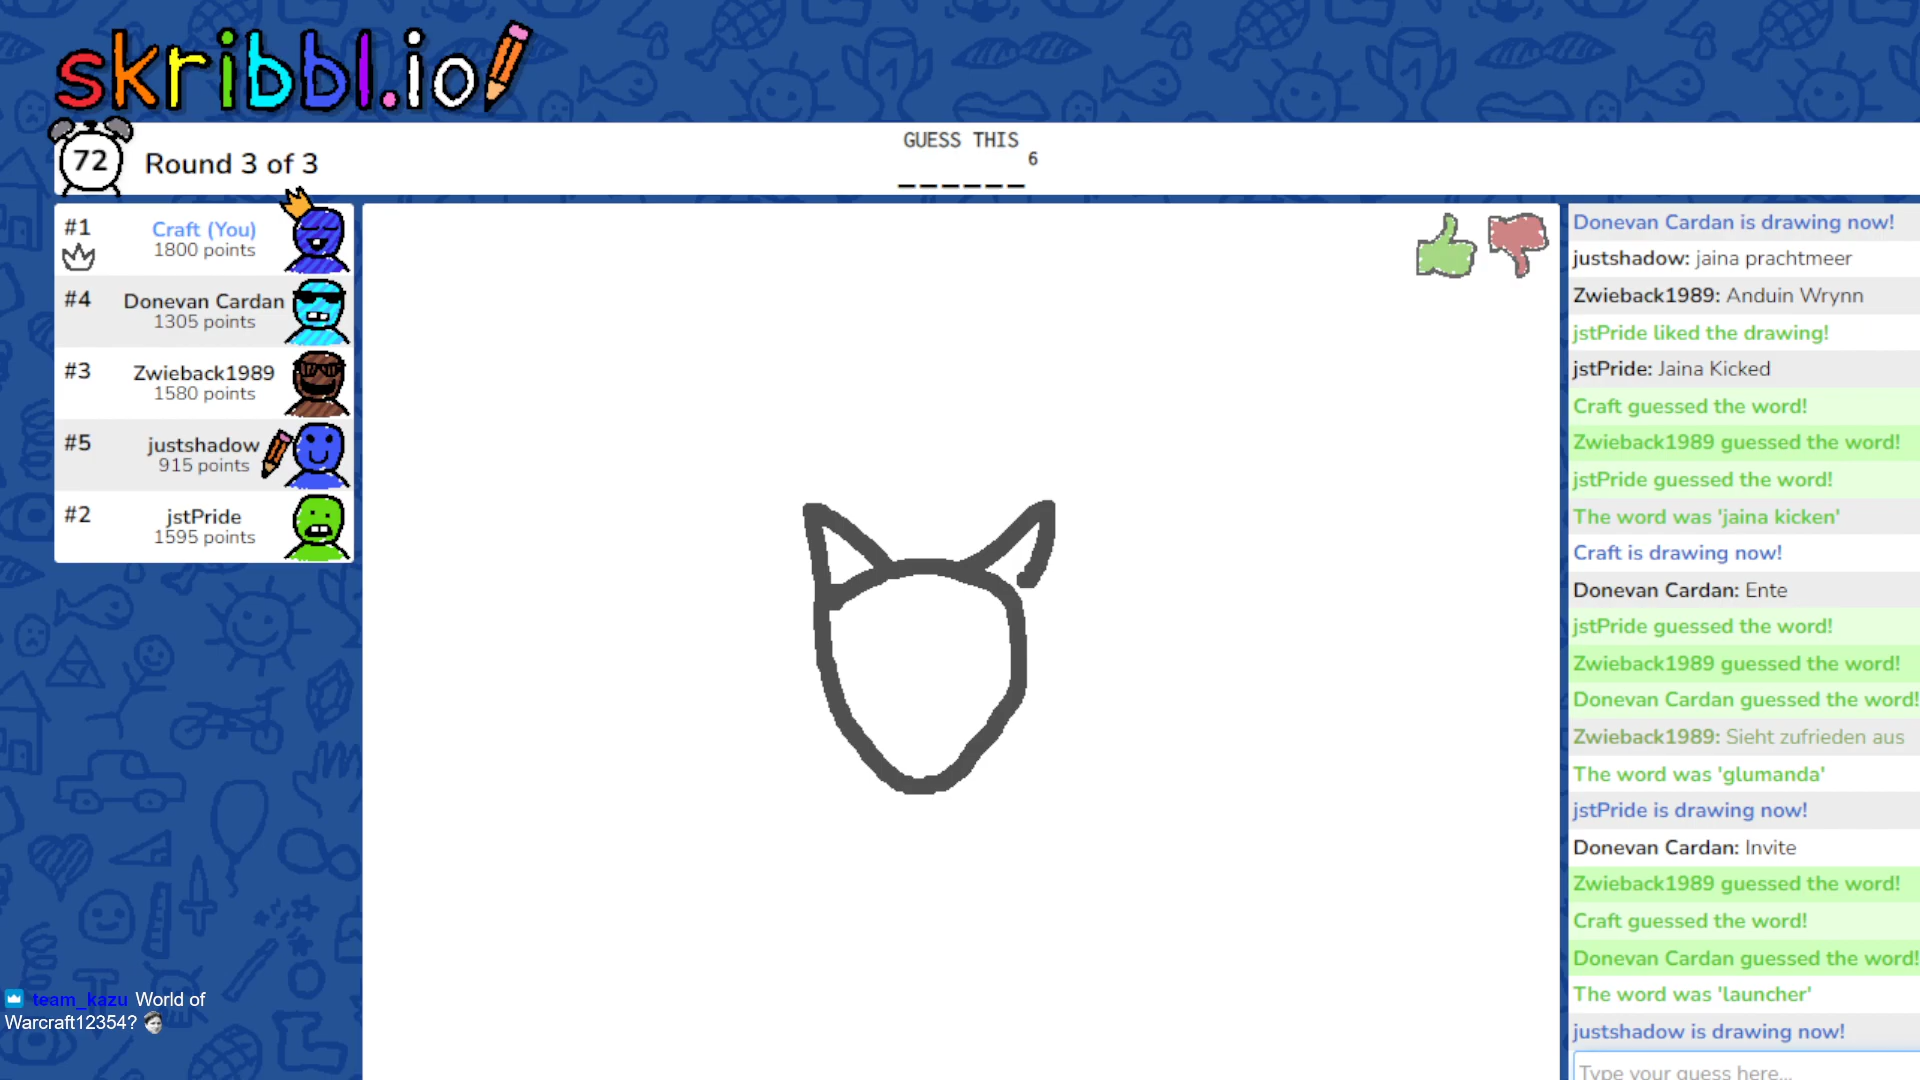 skribbl.io
72
Round 3 of 3
GUESS THIS
6
______
#1
Craft (You)
1800 points
#4
Donevan Cardan
1305 points
#3
Zwieback1989
1580 points
#5
justshadow
915 points
#2
jstPride
1595 points
Donevan Cardan is drawing now!
justshadow: jaina prachtmeer
Zwieback1989: Anduin Wrynn
jstPride liked the drawing!
jstPride: Jaina Kicked
Craft guessed the word!
Zwieback1989 guessed the word!
jstPride guessed the word!
The word was 'jaina kicken'
Craft is drawing now!
Donevan Cardan: Ente
jstPride guessed the word!
Zwieback1989 guessed the word!
Donevan Cardan guessed the word!
Zwieback1989: Sieht zufrieden aus
The word was 'glumanda'
jstPride is drawing now!
Donevan Cardan: Invite
Zwieback1989 guessed the word!
Craft guessed the word!
Donevan Cardan guessed the word!
The word was 'launcher'
justshadow is drawing now!
Type your guess here...
team_kazu World of
Warcraft12354?